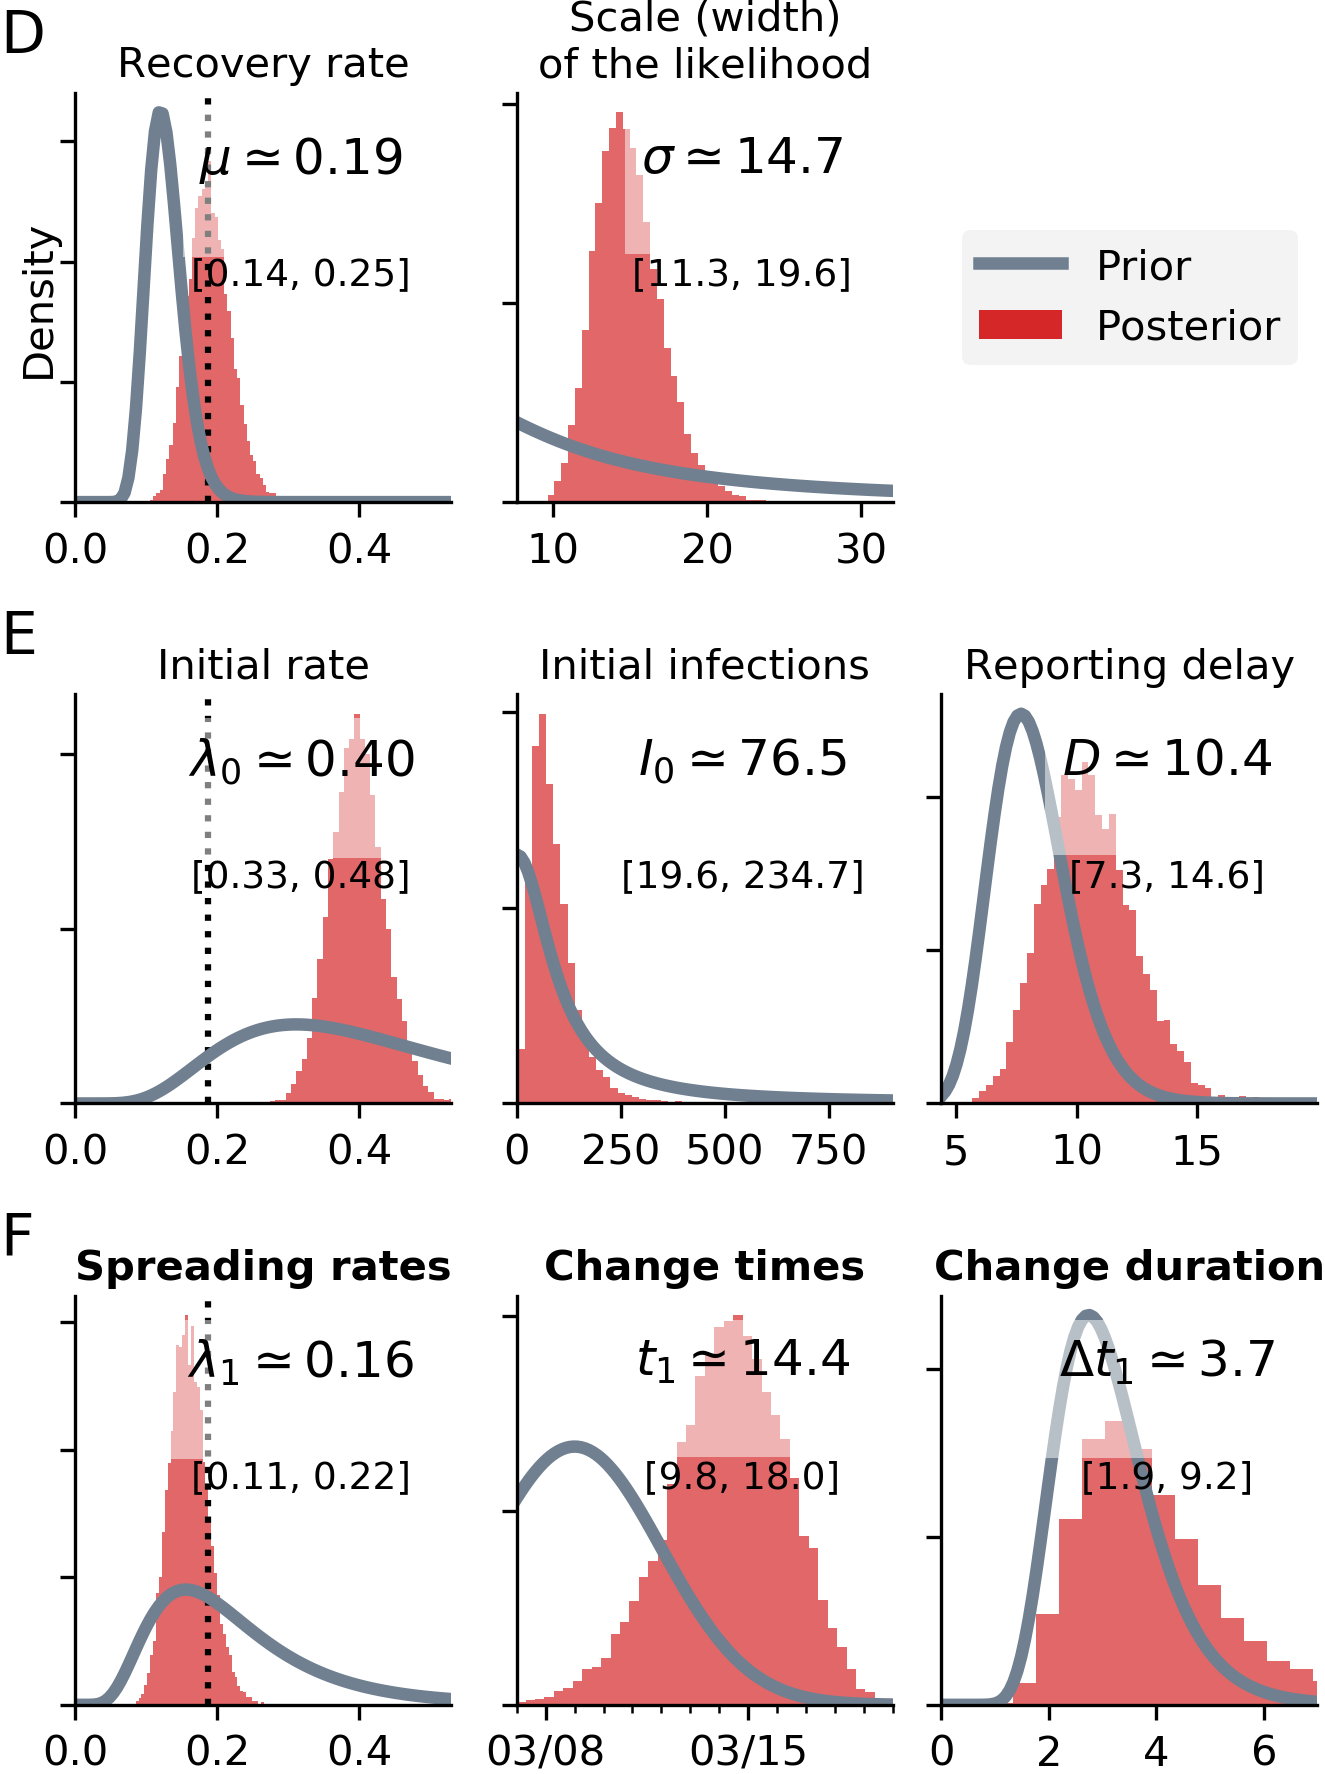 D
Recovery rate
Scale (width)
of the likelihood
Density
μ ≃ 0.19
[0.14, 0.25]
σ ≃ 14.7
[11.3, 19.6]
Prior
Posterior
0.0 0.2 0.4
10 20 30
E
Initial rate
Initial infections
Reporting delay
λ₀ ≃ 0.40
[0.33, 0.48]
I₀ ≃ 76.5
[19.6, 234.7]
D ≃ 10.4
[7.3, 14.6]
0.0 0.2 0.4
0 250 500 750
5 10 15
F
Spreading rates
Change times
Change duration
λ₁ ≃ 0.16
[0.11, 0.22]
t₁ ≃ 14.4
[9.8, 18.0]
Δt₁ ≃ 3.7
[1.9, 9.2]
0.0 0.2 0.4
03/08 03/15
0 2 4 6